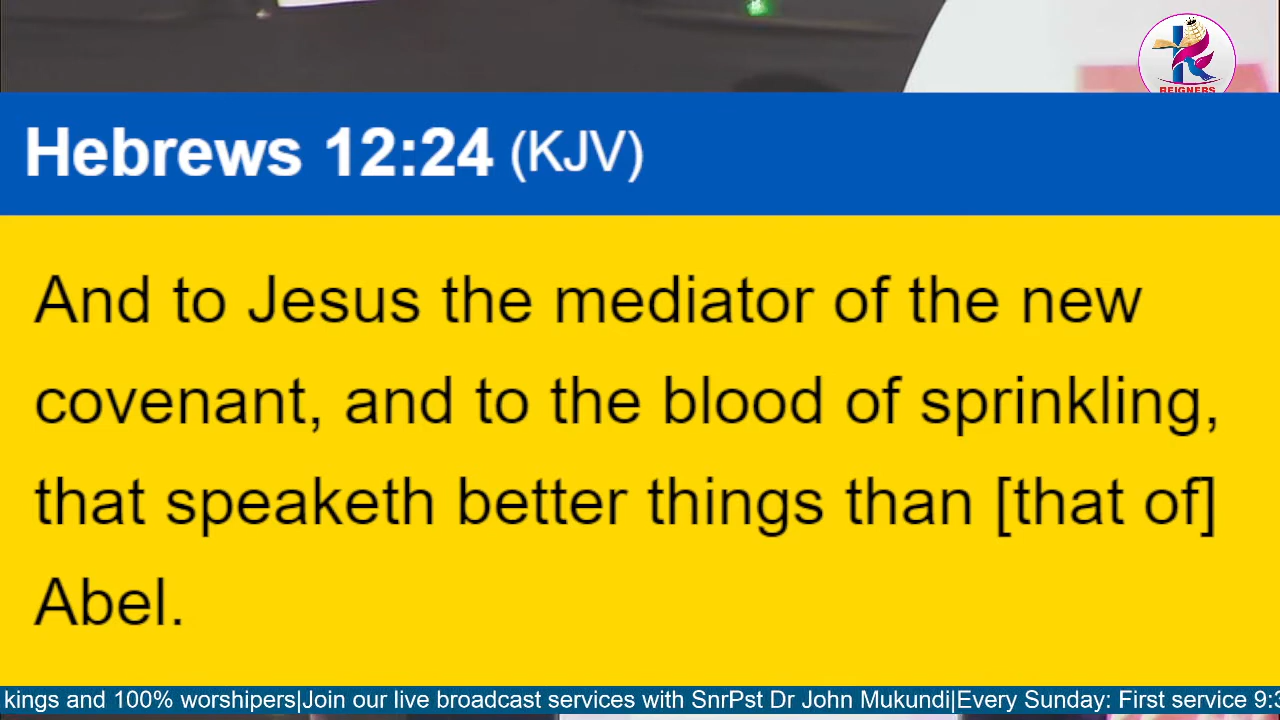 REIGNERS
Hebrews 12:24 (KJV)
And to Jesus the mediator of the new
covenant, and to the blood of sprinkling,
that speaketh better things than [that of]
Abel.
kings and 100% worshipers|Join our live broadcast services with SnrPst Dr John Mukundi|Every Sunday: First service 9:3